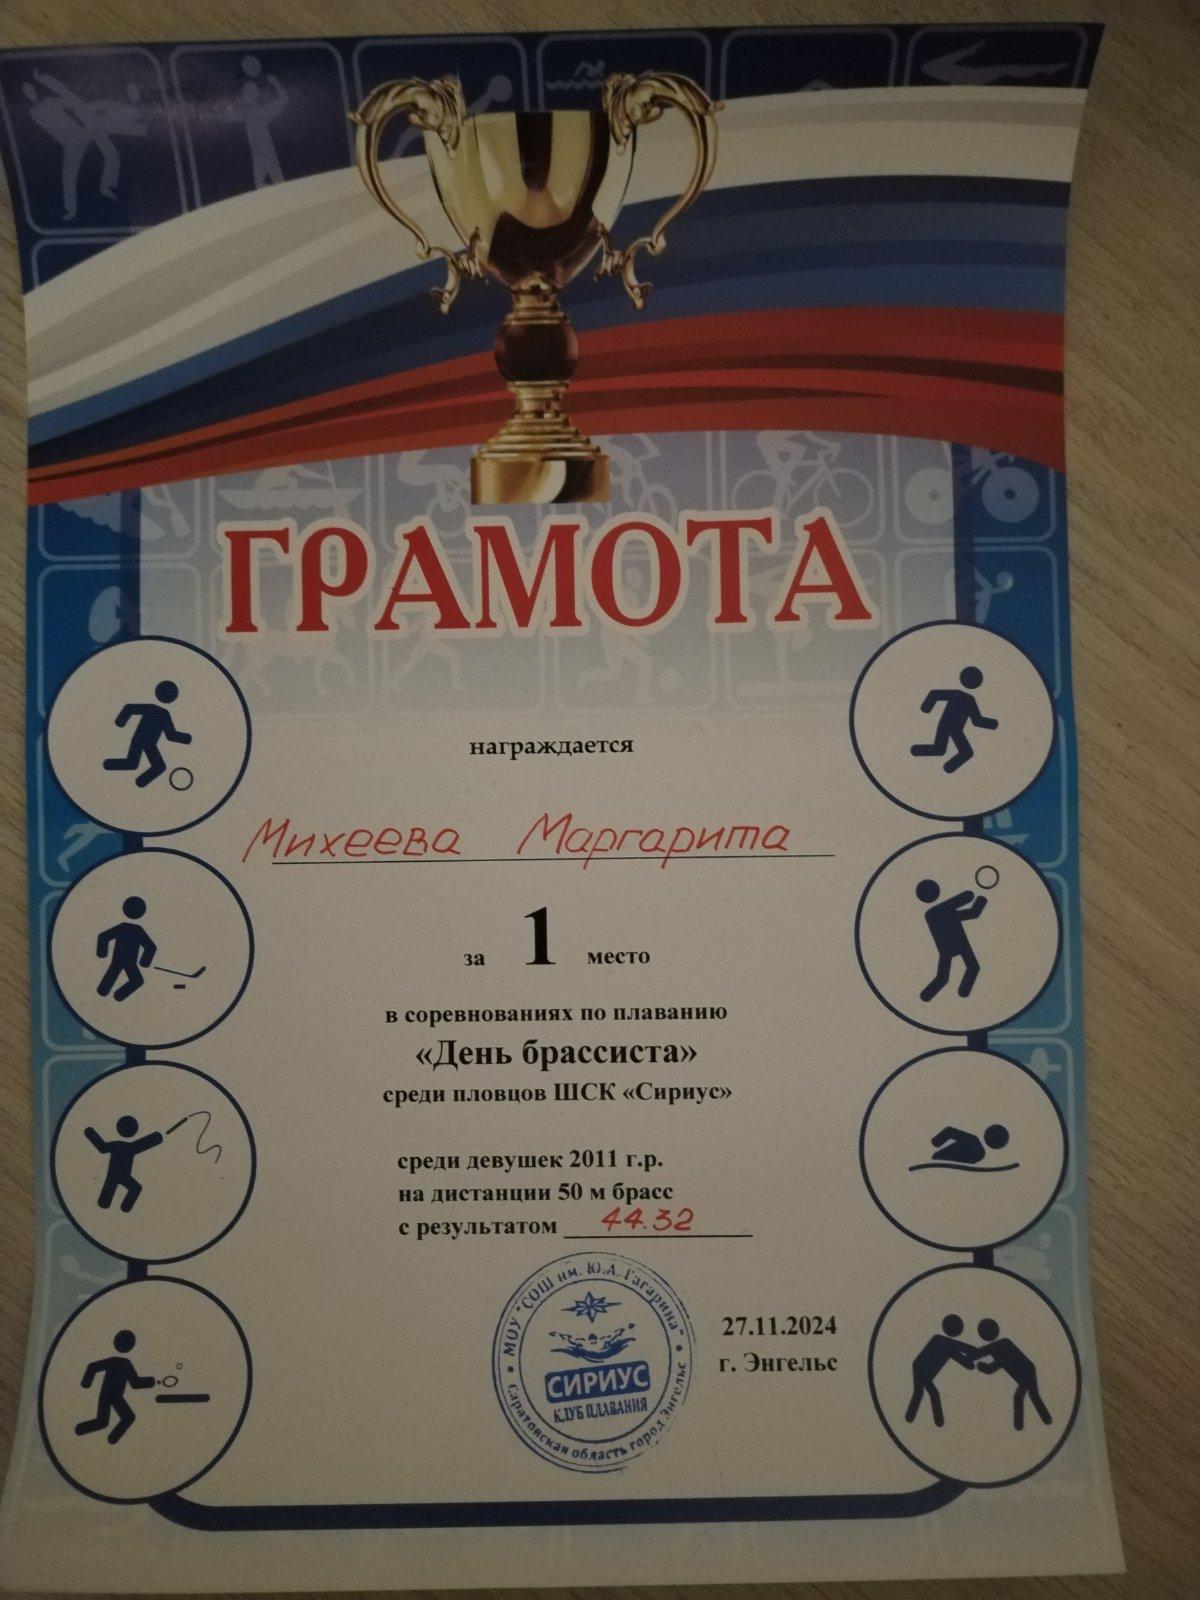 ГРАМОТА
награждается
Михеева Маргарита
за 1 место
в соревнованиях по плаванию
«День брассиста»
среди пловцов ШСК «Сириус»
среди девушек 2011 г.р.
на дистанции 50 м брасс
с результатом 44.32
МОУ "СОШ им. Ю.А. Гагарина"
СИРИУС
КЛУБ ПЛАВАНИЯ
Саратовская область город Энгельс
27.11.2024
г. Энгельс